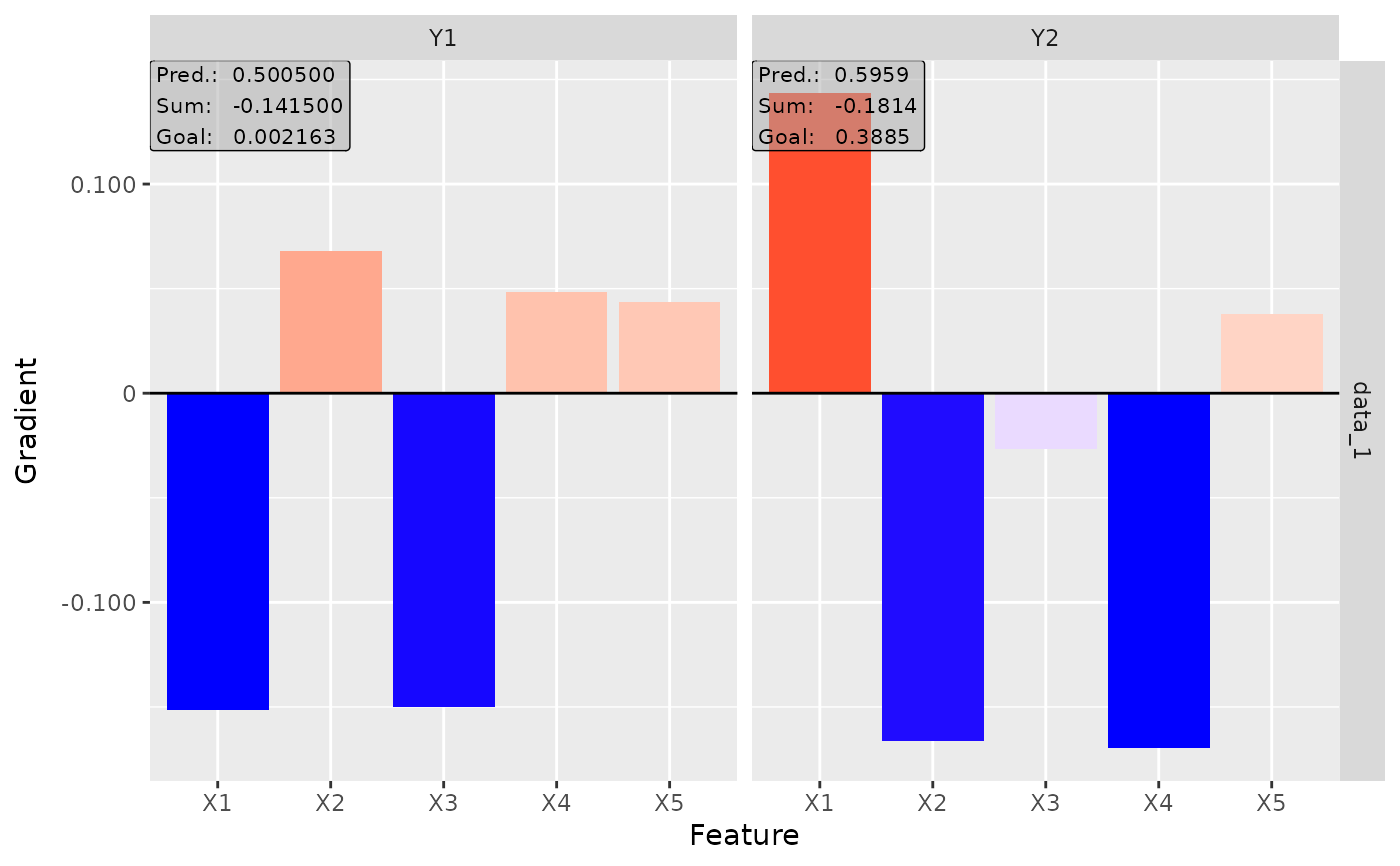 Y1
Y2
Pred.: 0.500500
Sum: -0.141500
Goal: 0.002163
Pred.: 0.5959
Sum: -0.1814
Goal: 0.3885
0.100
0
-0.100
Gradient
data_1
X1 X2 X3 X4 X5
X1 X2 X3 X4 X5
Feature